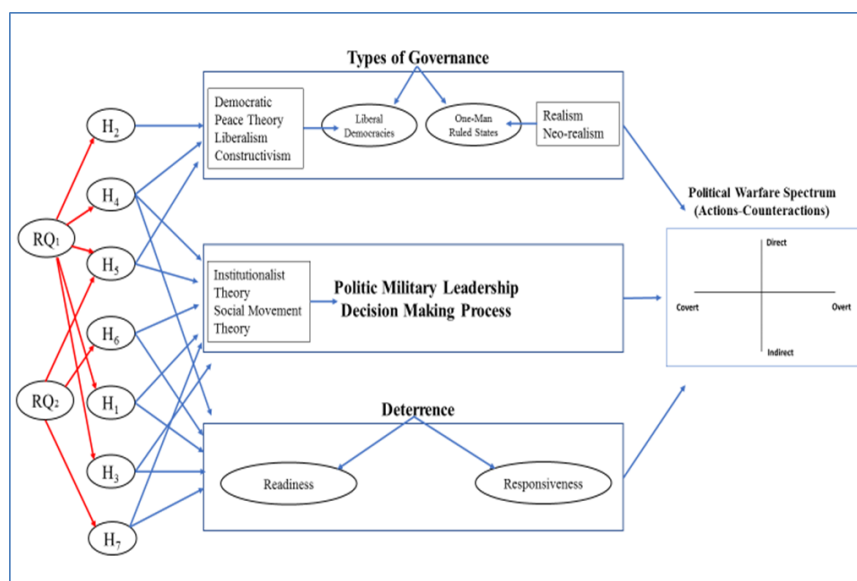 Types of Governance
Democratic
Peace Theory
Liberalism
Constructivism
Liberal
Democracies
One-Man
Ruled States
Realism
Neo-realism
H2
H4
RQ1
H5
H6
RQ2
H1
H3
H7
Institutionalist
Theory
Social Movement
Theory
Politic Military Leadership
Decision Making Process
Deterrence
Readiness
Responsiveness
Political Warfare Spectrum
(Actions-Counteractions)
Direct
Covert
Overt
Indirect